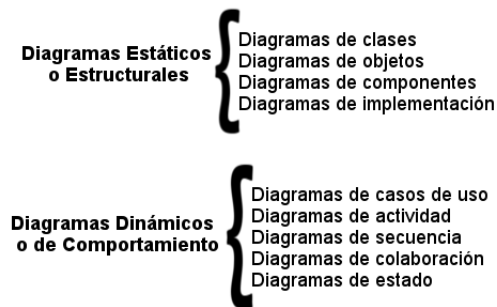 Diagramas Estáticos
o Estructurales
Diagramas de clases
Diagramas de objetos
Diagramas de componentes
Diagramas de implementación
Diagramas Dinámicos
o de Comportamiento
Diagramas de casos de uso
Diagramas de actividad
Diagramas de secuencia
Diagramas de colaboración
Diagramas de estado